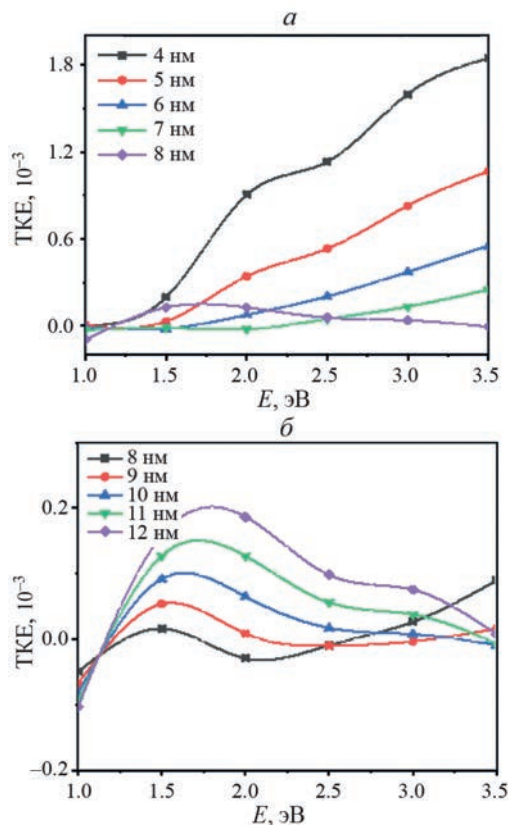 а
ТКЕ, 10⁻³
1.8
1.2
0.6
0.0
4 нм
5 нм
6 нм
7 нм
8 нм
1.0 1.5 2.0 2.5 3.0 3.5
E, эВ
б
ТКЕ, 10⁻³
0.2
0.0
–0.2
8 нм
9 нм
10 нм
11 нм
12 нм
1.0 1.5 2.0 2.5 3.0 3.5
E, эВ